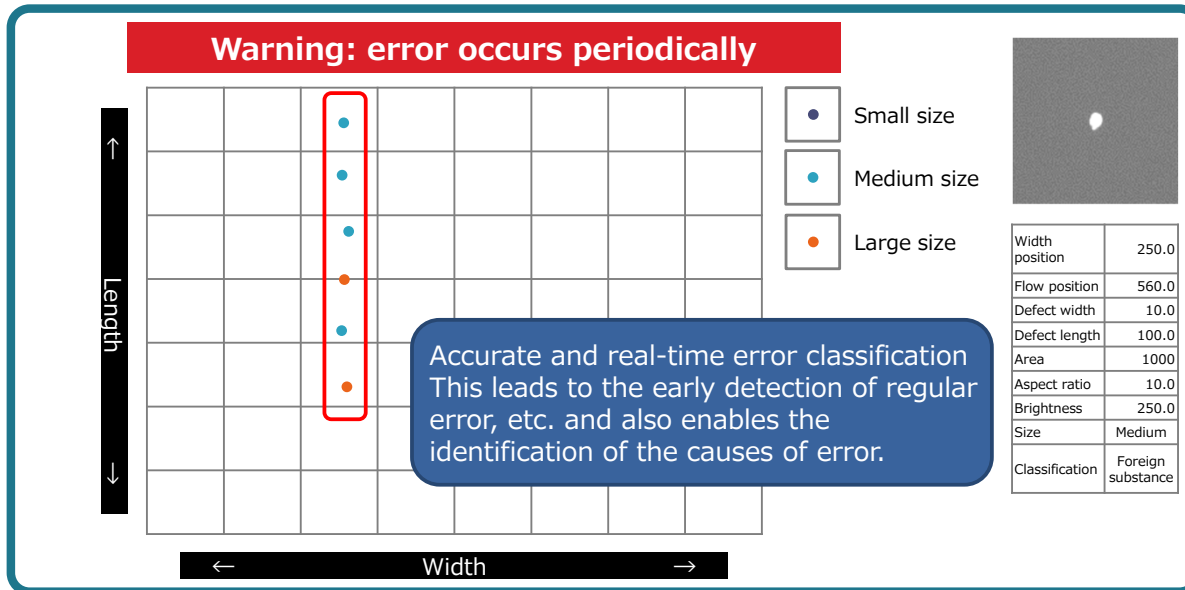 Warning: error occurs periodically
↑
Length
↓
← Width →
Small size
Medium size
Large size
Accurate and real-time error classification
This leads to the early detection of regular
error, etc. and also enables the
identification of the causes of error.
Width
position
250.0
Flow position 560.0
Defect width 10.0
Defect length 100.0
Area 1000
Aspect ratio 10.0
Brightness 250.0
Size Medium
Classification
Foreign
substance